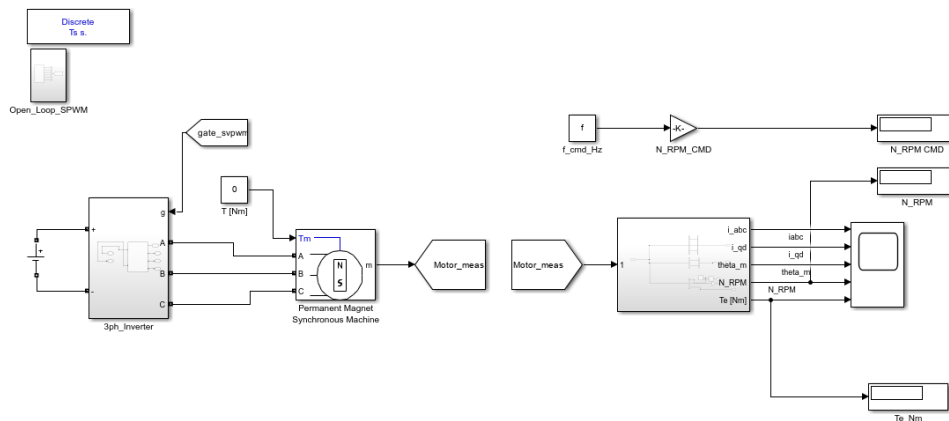 Discrete
Ts s.
Open_Loop_SPWM
gate_svpwm
f
-K-
f_cmd_Hz
N_RPM_CMD
N_RPM CMD
0
T [Nm]
N_RPM
g
+
A
B
-
C
3ph_Inverter
Tm
A
B
C
N
S
m
Permanent Magnet
Synchronous Machine
Motor_meas
Motor_meas
1
i_abc
i_qd
theta_m
N_RPM
Te [Nm]
iabc
i_qd
theta_m
N_RPM
Te_Nm